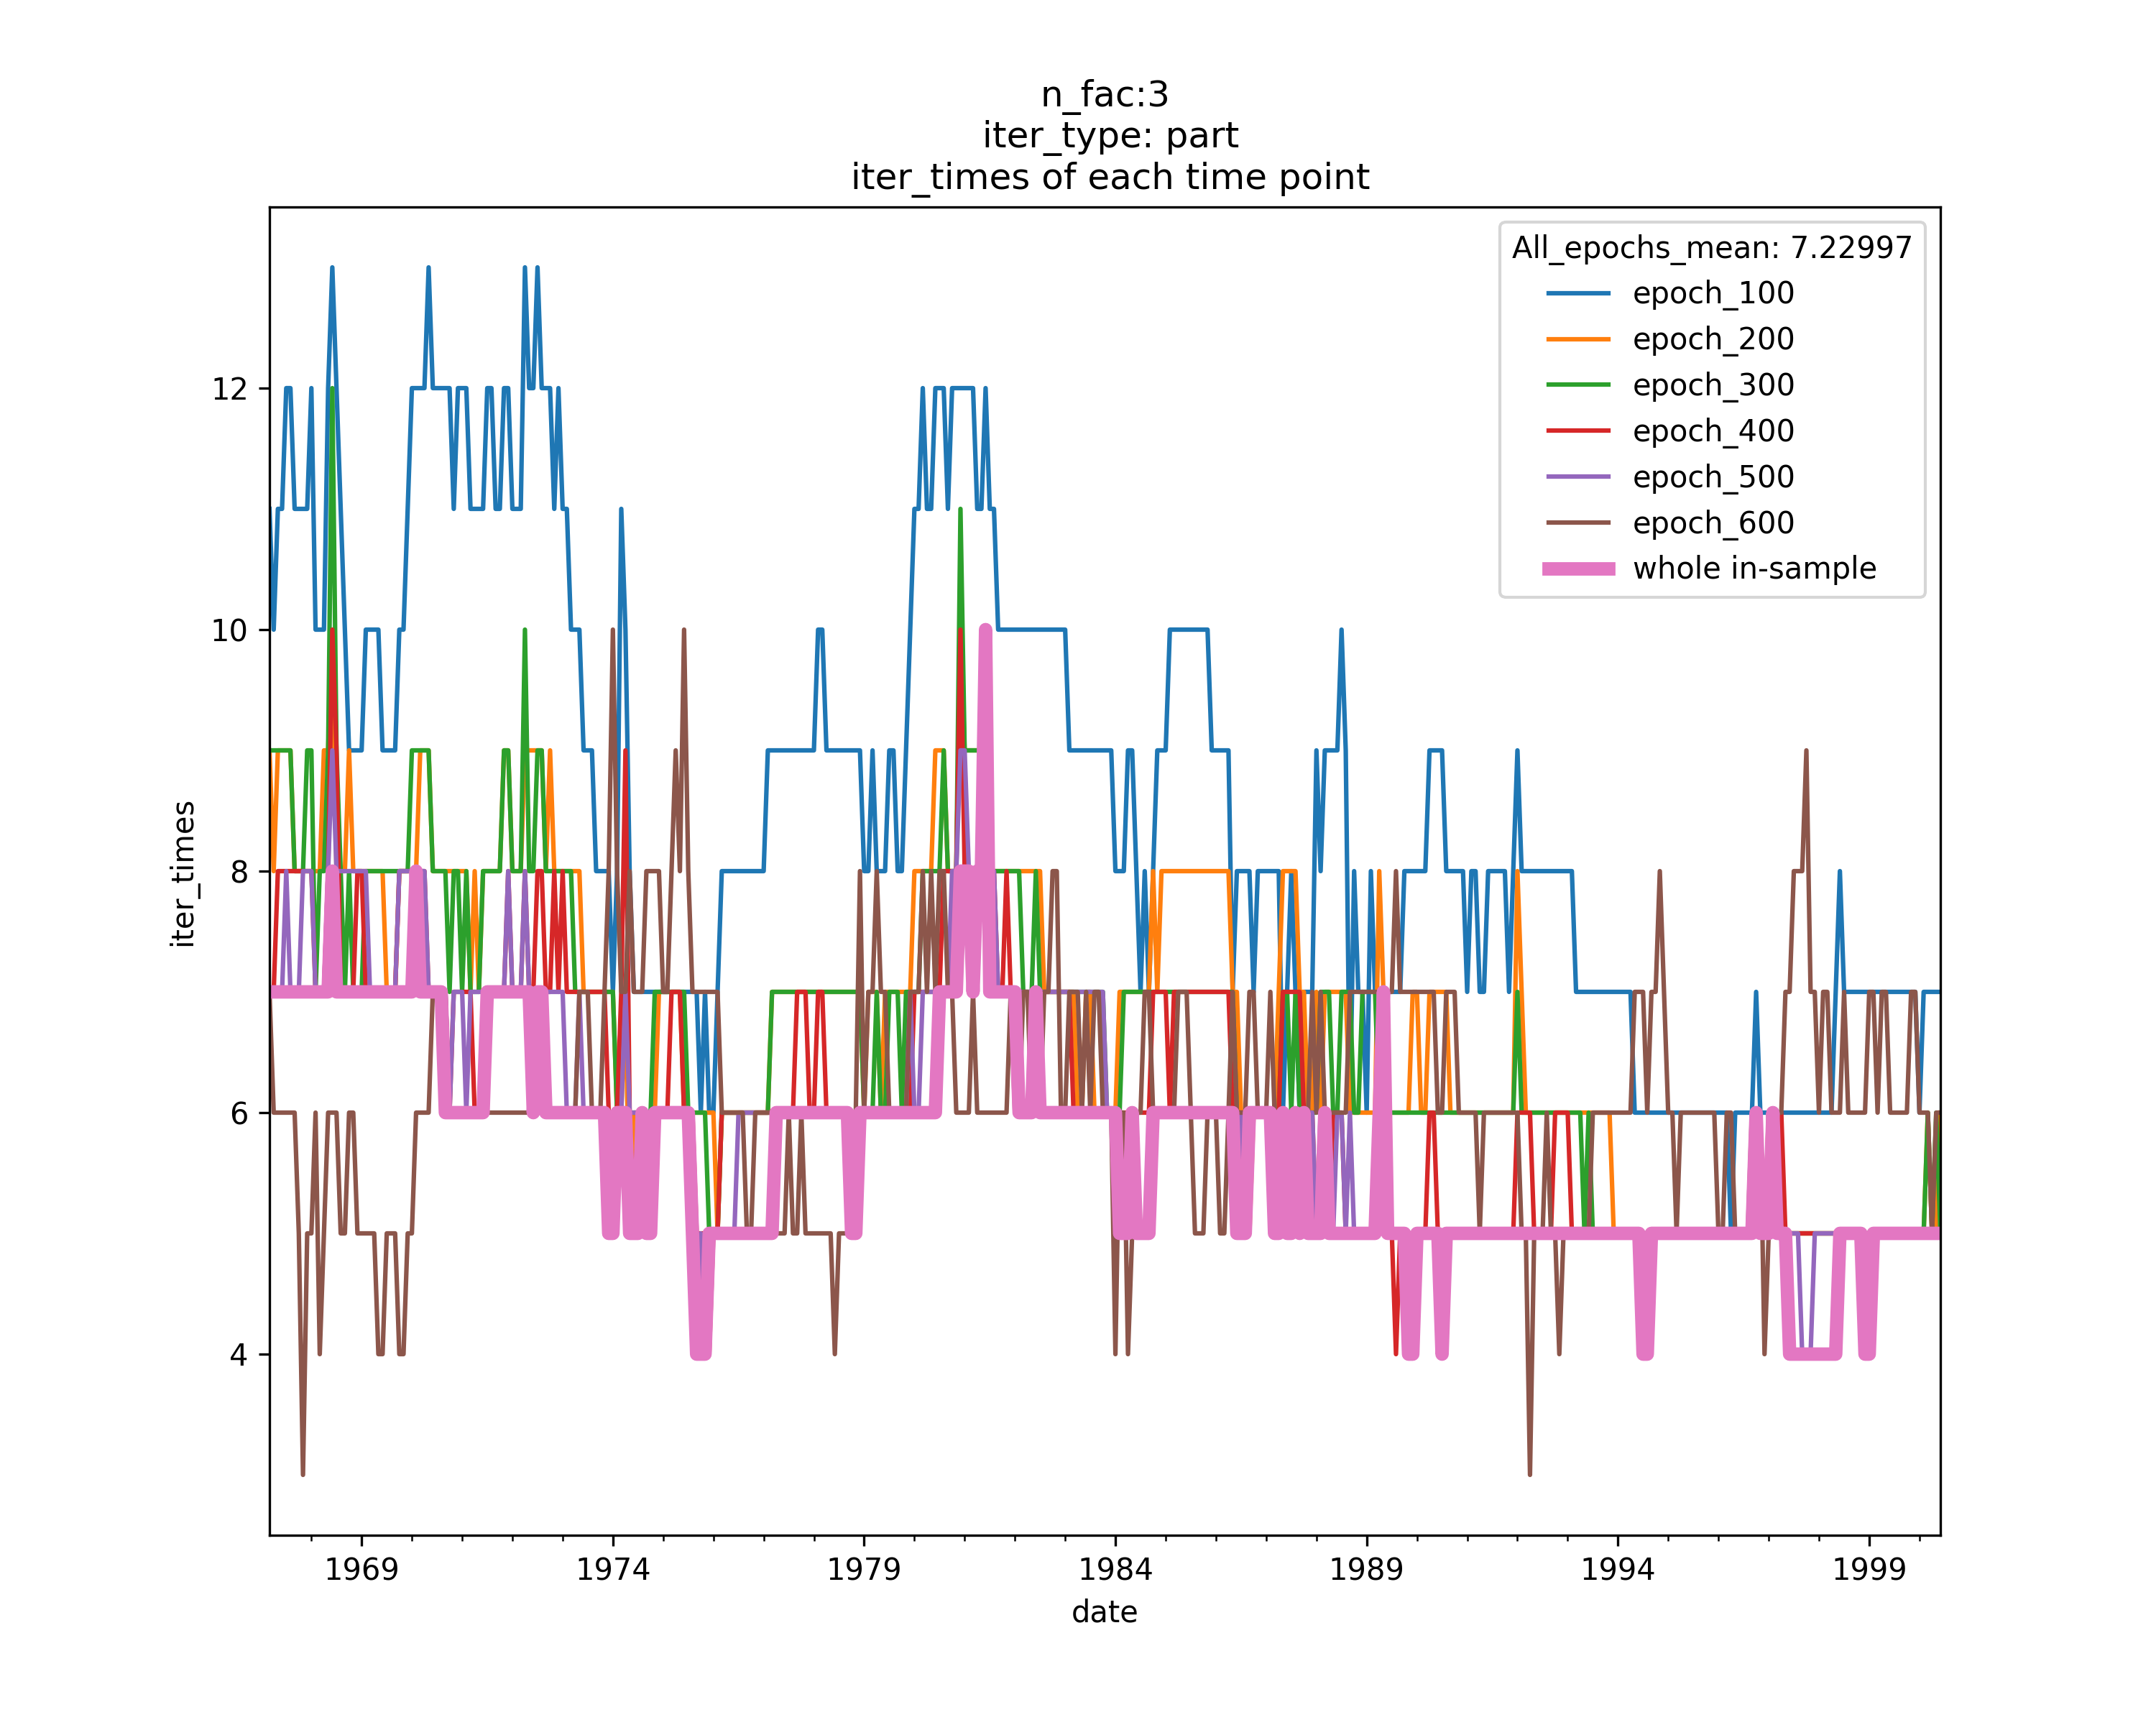 n_fac:3
iter_type: part
iter_times of each time point
All_epochs_mean: 7.22997
epoch_100
epoch_200
epoch_300
epoch_400
epoch_500
epoch_600
whole in-sample
iter_times
12
10
8
6
4
1969
1974
1979
1984
1989
1994
1999
date